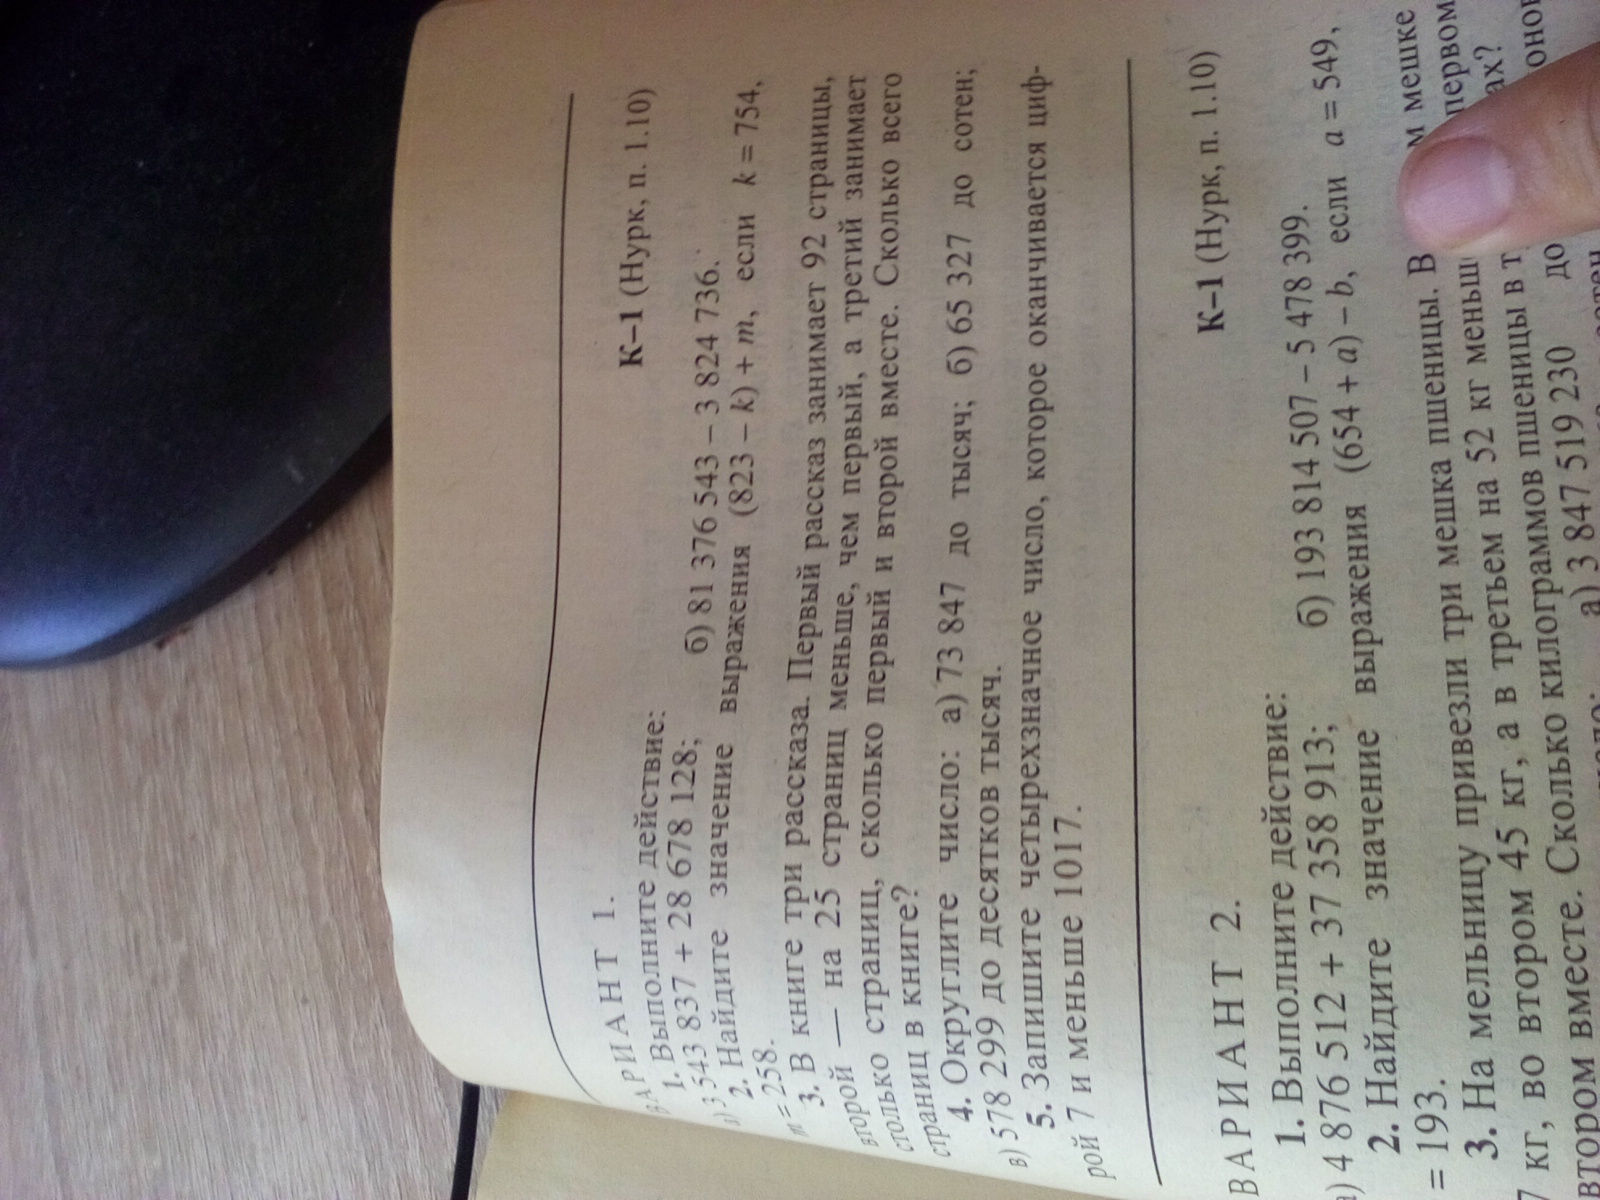 ВАРИАНТ 1.
К–1 (Нурк, п. 1.10)
1. Выполните действие:
а) 3 543 837 + 28 678 128; б) 81 376 543 – 3 824 736.
2. Найдите значение выражения (823 – k) + m, если k = 754,
m = 258.
3. В книге три рассказа. Первый рассказ занимает 92 страницы,
второй — на 25 страниц меньше, чем первый, а третий занимает
столько страниц, сколько первый и второй вместе. Сколько всего
страниц в книге?
4. Округлите число: а) 73 847 до тысяч; б) 65 327 до сотен;
в) 578 299 до десятков тысяч.
5. Запишите четырехзначное число, которое оканчивается циф-
рой 7 и меньше 1017.
ВАРИАНТ 2.
К–1 (Нурк, п. 1.10)
1. Выполните действие:
а) 4 876 512 + 37 358 913; б) 193 814 507 – 5 478 399.
2. Найдите значение выражения (654 + a) – b, если a = 549,
= 193.
3. На мельницу привезли три мешка пшеницы. В м мешке
7 кг, во втором 45 кг, а в третьем на 52 кг меньш первом
втором вместе. Сколько килограммов пшеницы в т ах?
а) 3 847 519 230 до